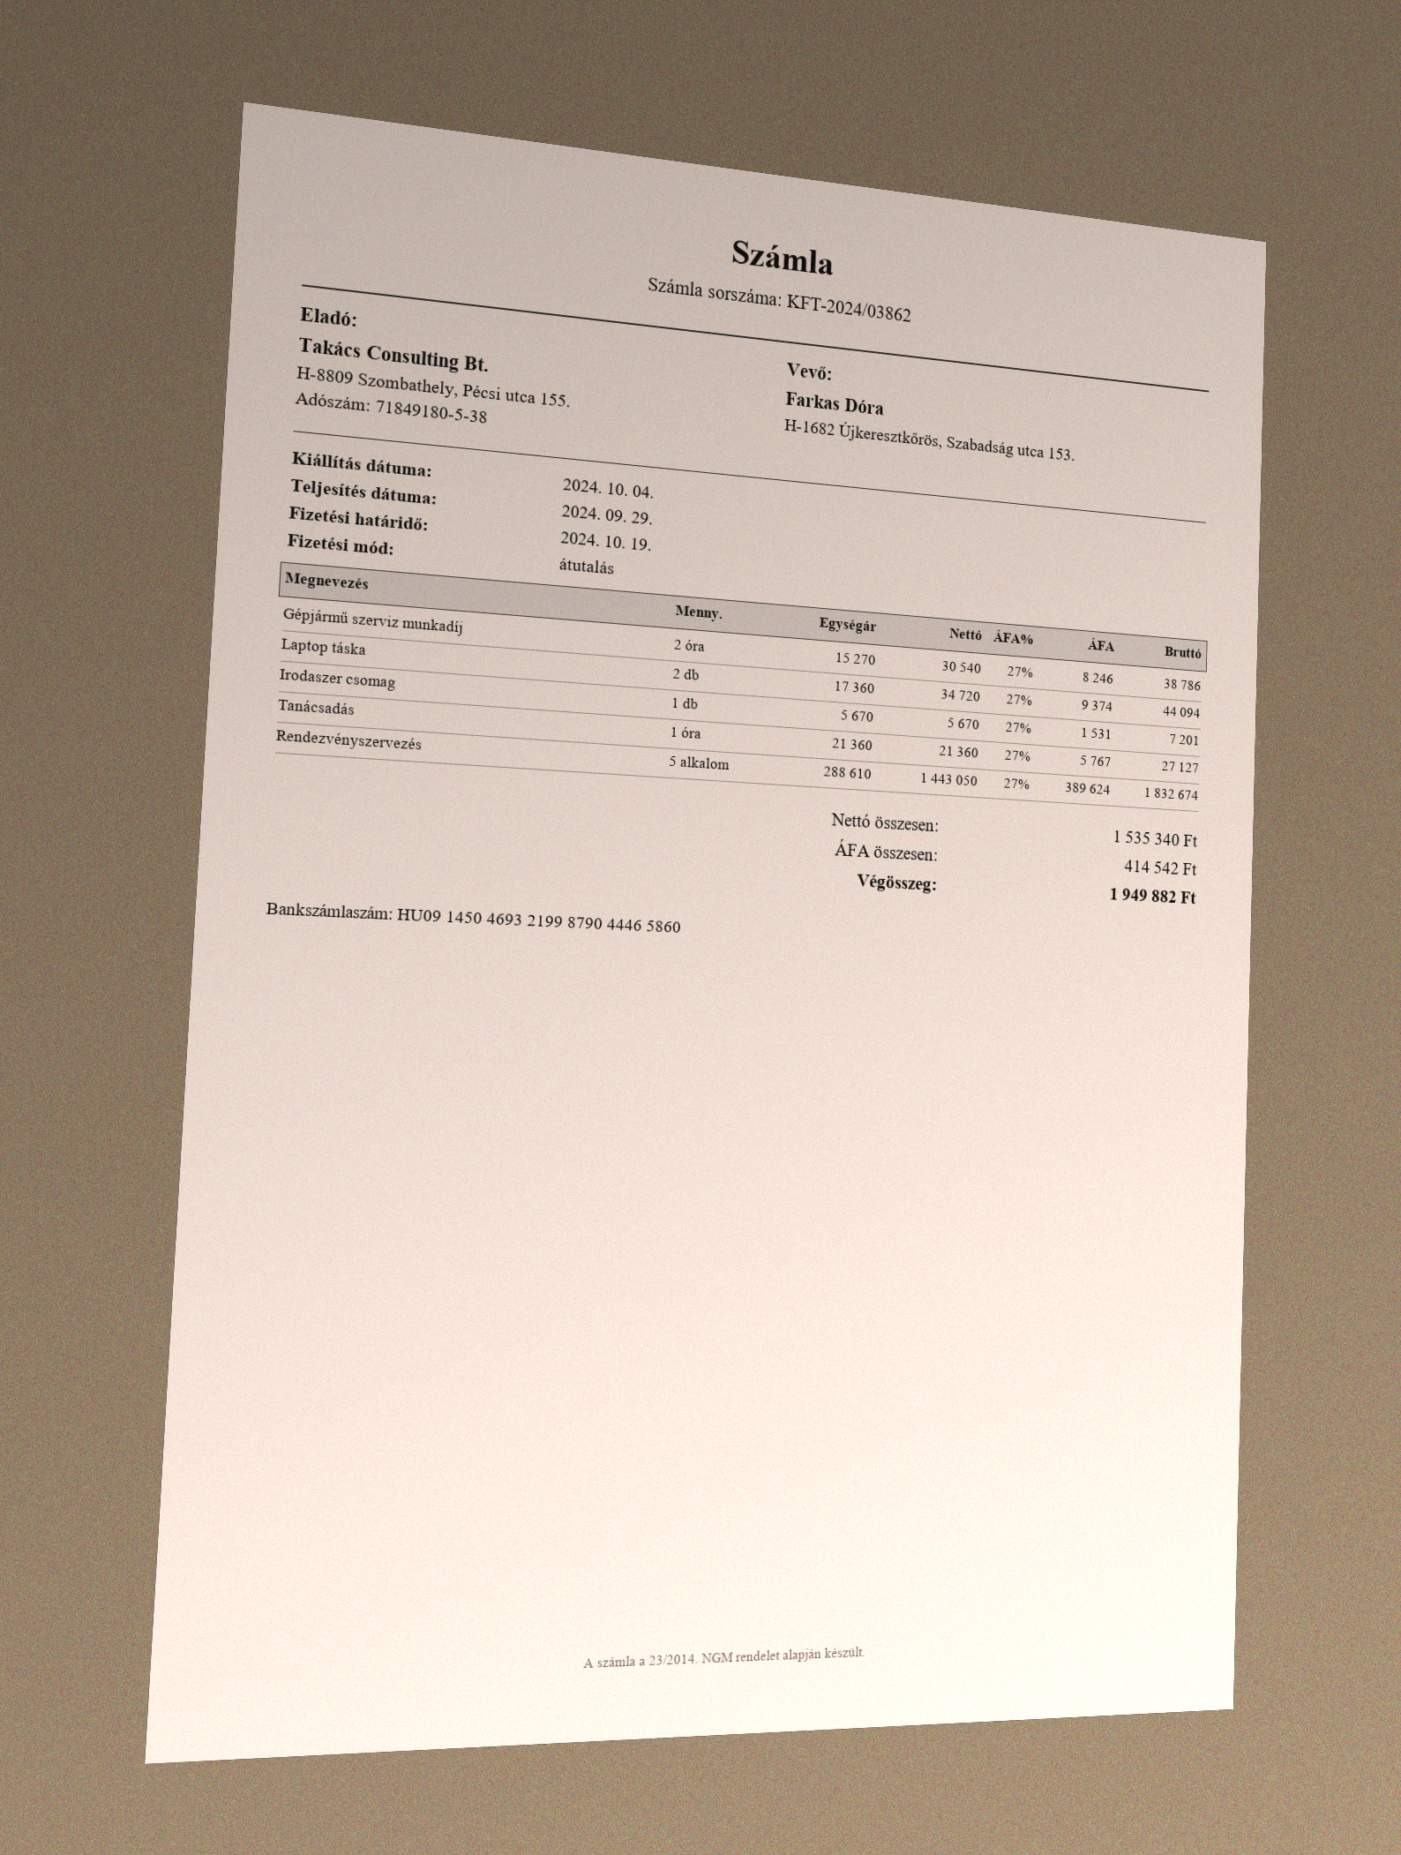 Számla
Számla sorszáma: KFT-2024/03862
Eladó:
Takács Consulting Bt.
H-8809 Szombathely, Pécsi utca 155.
Adószám: 71849180-5-38
Vevő:
Farkas Dóra
H-1682 Újkeresztkőrös, Szabadság utca 153.
Kiállítás dátuma: 2024. 10. 04.
Teljesítés dátuma: 2024. 09. 29.
Fizetési határidő: 2024. 10. 19.
Fizetési mód: átutalás
Megnevezés Menny. Egységár Nettó ÁFA% ÁFA Bruttó
Gépjármű szerviz munkadíj 2 óra 15 270 30 540 27% 8 246 38 786
Laptop táska 2 db 17 360 34 720 27% 9 374 44 094
Irodaszer csomag 1 db 5 670 5 670 27% 1 531 7 201
Tanácsadás 1 óra 21 360 21 360 27% 5 767 27 127
Rendezvényszervezés 5 alkalom 288 610 1 443 050 27% 389 624 1 832 674
Nettó összesen: 1 535 340 Ft
ÁFA összesen: 414 542 Ft
Végösszeg: 1 949 882 Ft
Bankszámlaszám: HU09 1450 4693 2199 8790 4446 5860
A számla a 23/2014. NGM rendelet alapján készült.